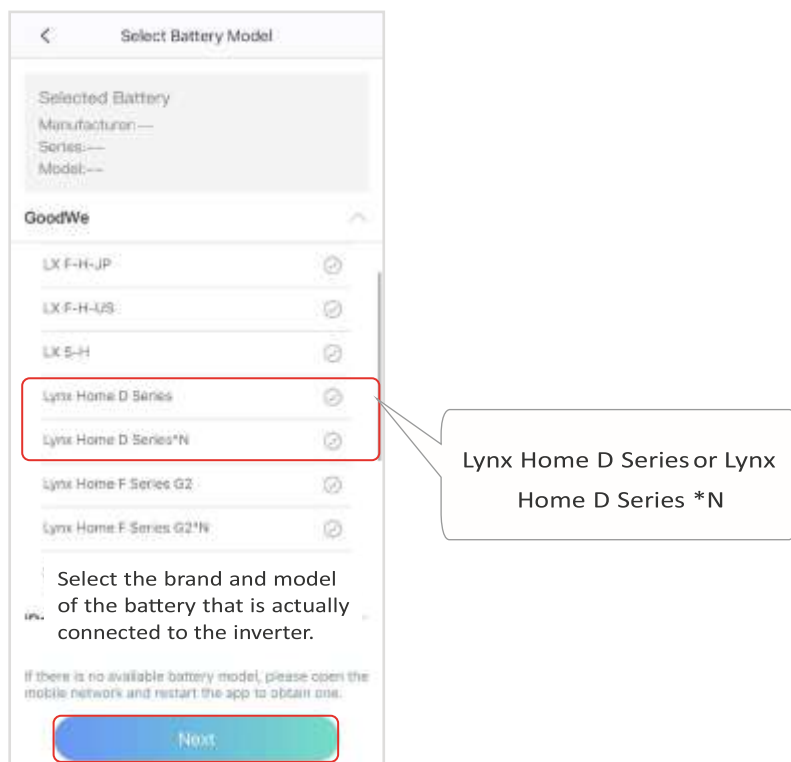 Select Battery Model
Selected Battery
Manufacturer:--
Series:--
Model:--
GoodWe
LX F-H-JP
LX F-H-US
LX S-H
Lynx Home D Series
Lynx Home D Series*N
Lynx Home F Series G2
Lynx Home F Series G2*N
Select the brand and model
of the battery that is actually
connected to the inverter.
If there is no available battery model, please open the
mobile network and restart the app to obtain one.
Next
Lynx Home D Series or Lynx
Home D Series *N